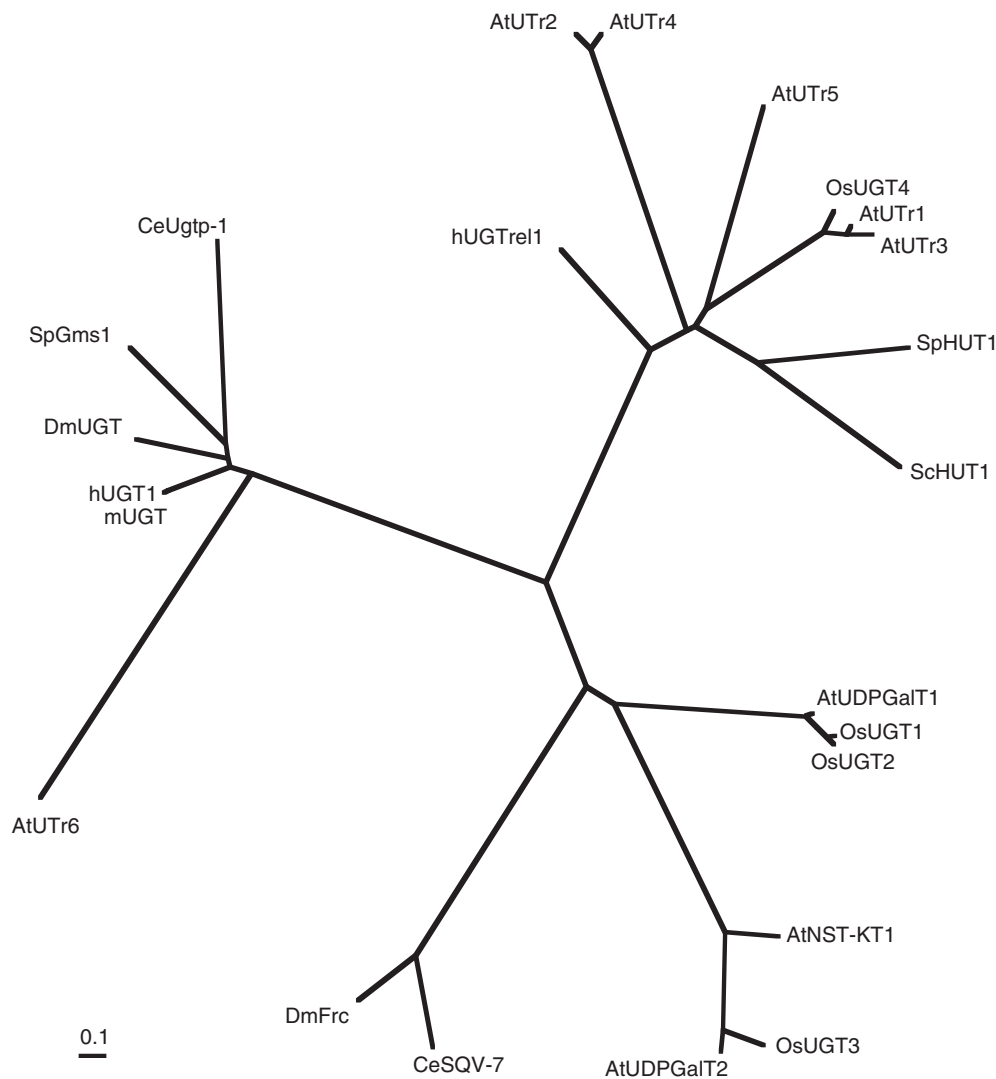 AtUTr2
AtUTr4
AtUTr5
OsUGT4
AtUTr1
AtUTr3
CeUgtp-1
hUGTrel1
SpGms1
SpHUT1
DmUGT
ScHUT1
hUGT1
mUGT
AtUDPGalT1
OsUGT1
OsUGT2
AtUTr6
AtNST-KT1
DmFrc
0.1
OsUGT3
CeSQV-7
AtUDPGalT2